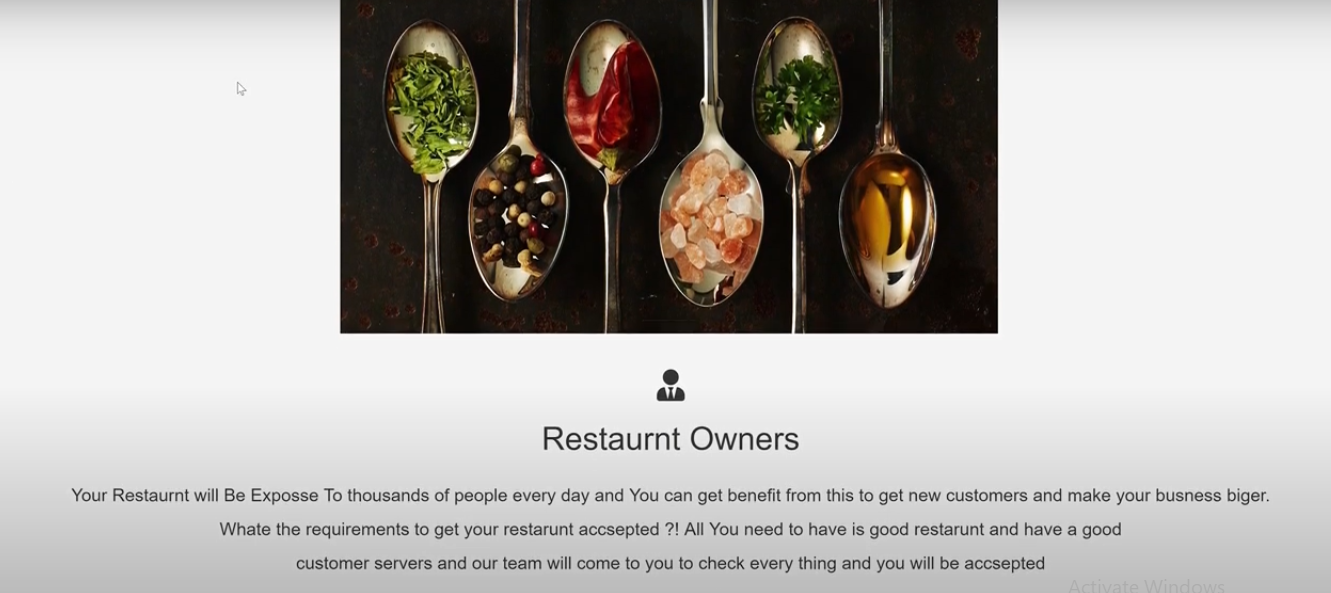 Restaurnt Owners
Your Restaurnt will Be Exposse To thousands of people every day and You can get benefit from this to get new customers and make your busness biger.
Whate the requirements to get your restarunt accsepted ?! All You need to have is good restarunt and have a good
customer servers and our team will come to you to check every thing and you will be accsepted
Activate Windows